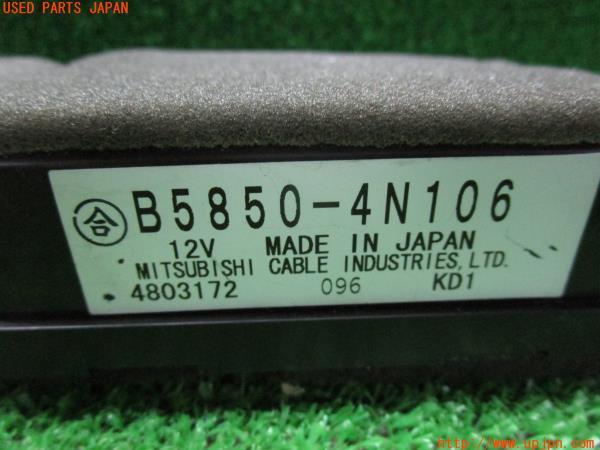 USED PARTS JAPAN
合 B5850-4N106
12V MADE IN JAPAN
MITSUBISHI CABLE INDUSTRIES, LTD.
4803172 096 KD1
http://www.upjpn.com